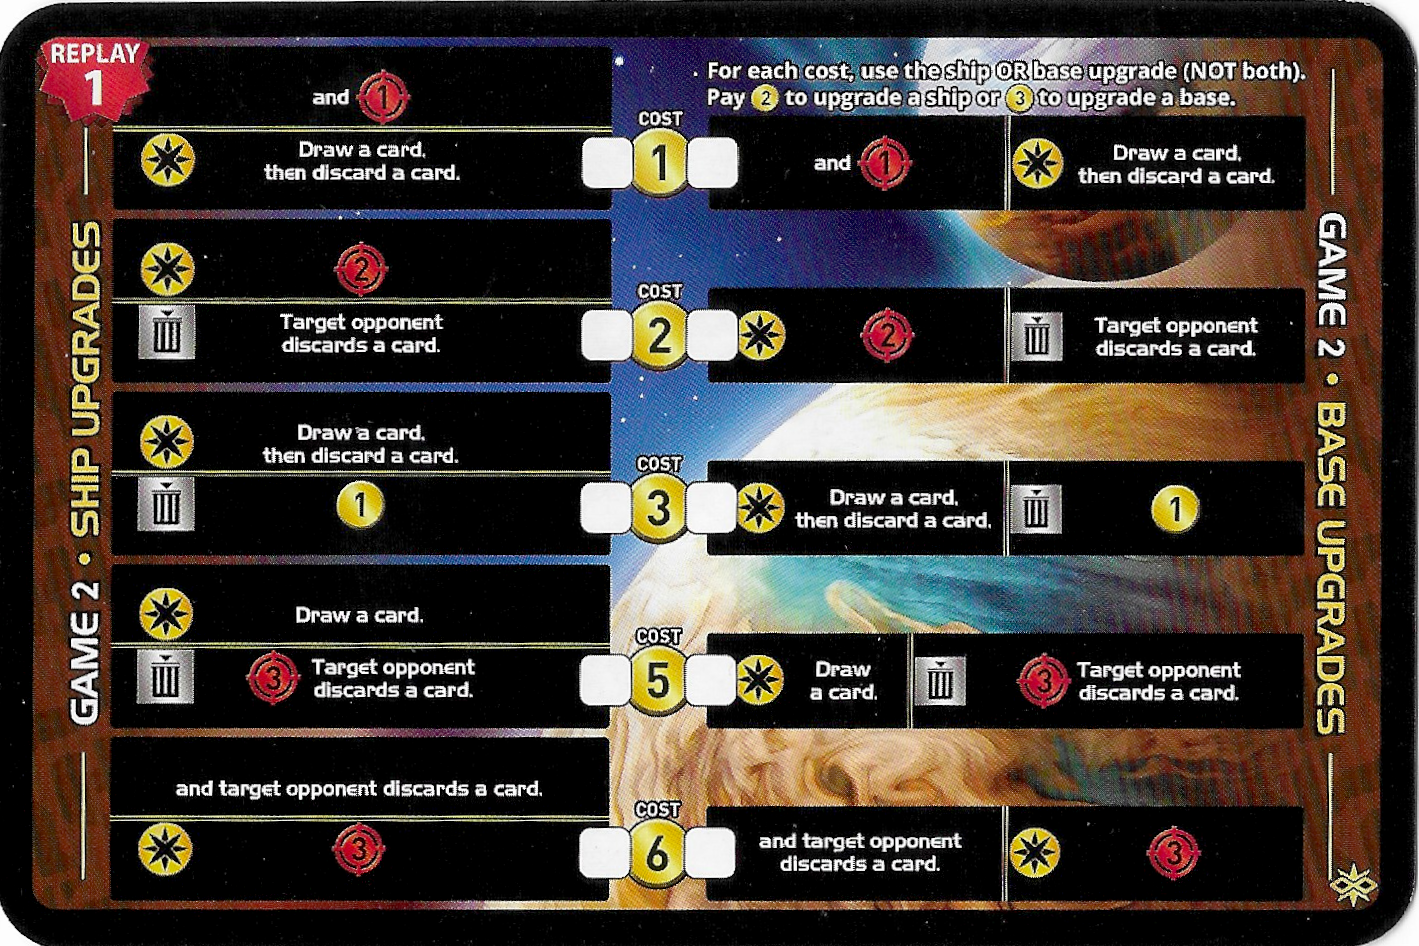 REPLAY
1
For each cost, use the ship OR base upgrade (NOT both).
Pay 2 to upgrade a ship or 3 to upgrade a base.
GAME 2 • SHIP UPGRADES
and 1
Draw a card,
then discard a card.
COST
1
and 1
Draw a card,
then discard a card.
2
Target opponent
discards a card.
COST
2
2
Target opponent
discards a card.
Draw a card,
then discard a card.
1
COST
3
Draw a card,
then discard a card.
1
Draw a card.
3 Target opponent
discards a card.
COST
5
Draw
a card.
3 Target opponent
discards a card.
and target opponent discards a card.
3
COST
6
and target opponent
discards a card.
3
GAME 2 • BASE UPGRADES